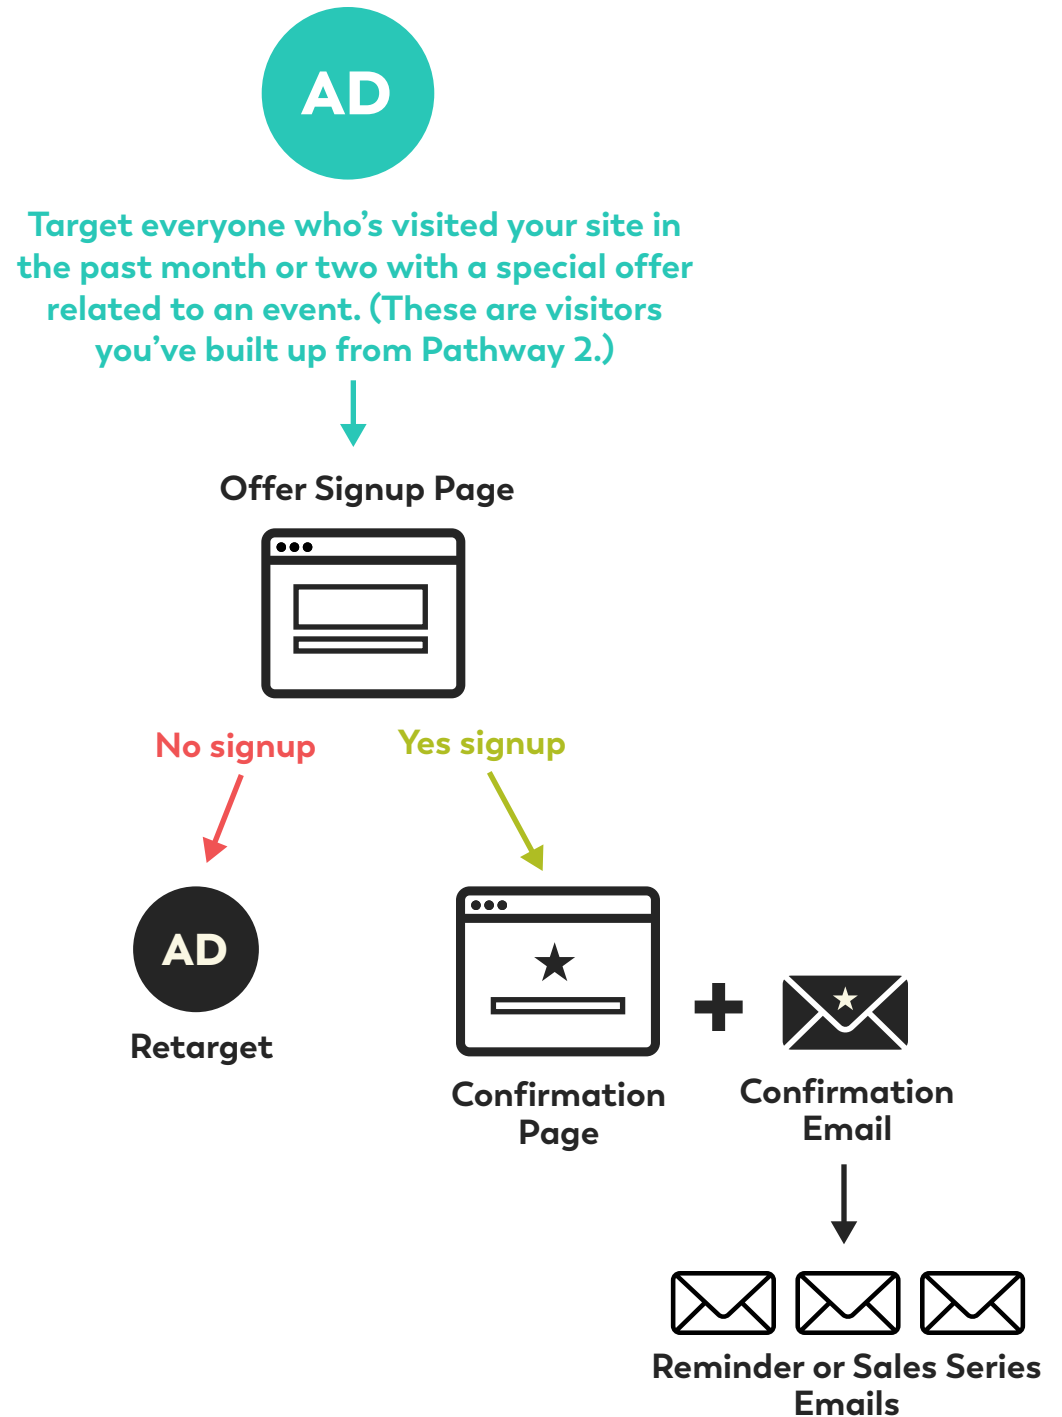 AD
Target everyone who’s visited your site in
the past month or two with a special offer
related to an event. (These are visitors
you’ve built up from Pathway 2.)
Offer Signup Page
No signup
Yes signup
AD
Retarget
Confirmation
Page
Confirmation
Email
Reminder or Sales Series
Emails